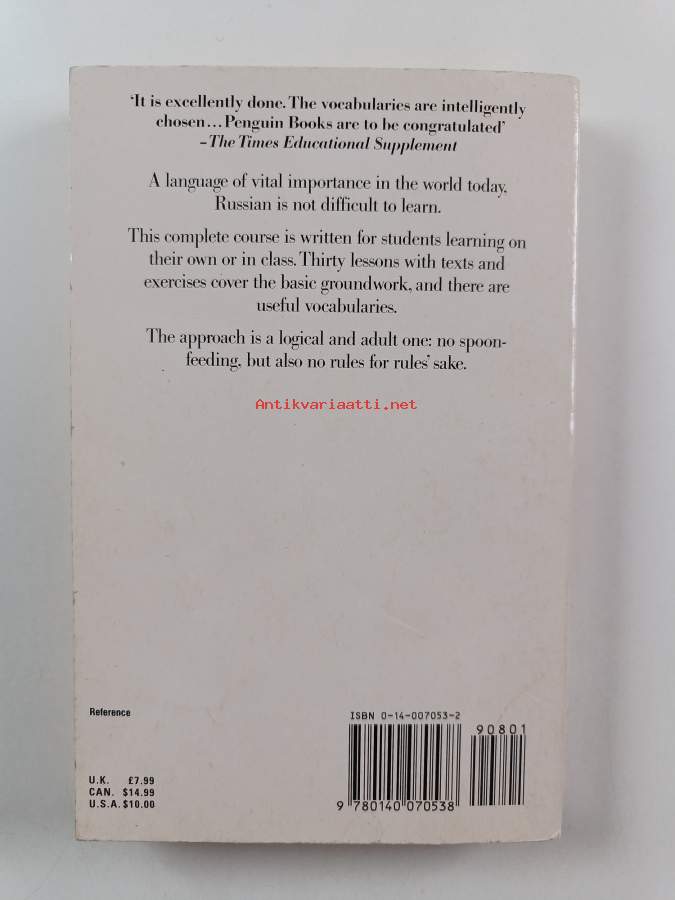 ‘It is excellently done. The vocabularies are intelligently
chosen... Penguin Books are to be congratulated’
– The Times Educational Supplement
A language of vital importance in the world today,
Russian is not difficult to learn.
This complete course is written for students learning on
their own or in class. Thirty lessons with texts and
exercises cover the basic groundwork, and there are
useful vocabularies.
The approach is a logical and adult one: no spoon-
feeding, but also no rules for rules’ sake.
Antikvariaatti.net
Reference
ISBN 0-14-007053-2
90801
9 780140 070538
U.K. £7.99
CAN. $14.99
U.S.A. $10.00